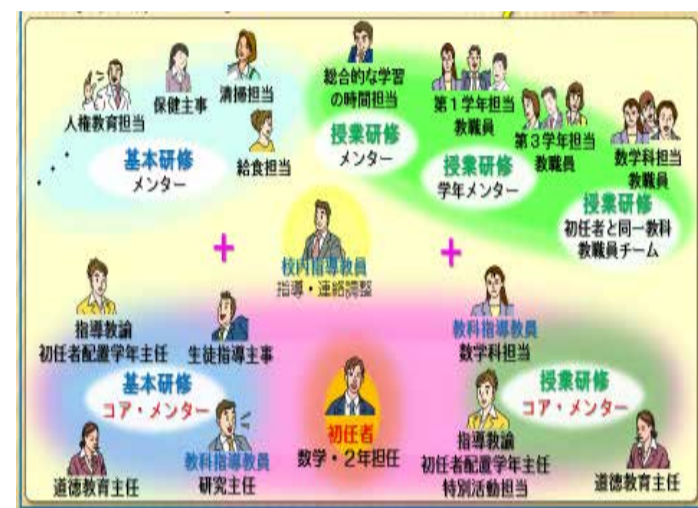 人権教育担当
保健主事
清掃担当
給食担当
基本研修
メンター
総合的な学習
の時間担当
授業研修
メンター
第1学年担当
教職員
授業研修
学年メンター
第3学年担当
教職員
数学科担当
教職員
授業研修
初任者と同一教科
教職員チーム
+
校内指導教員
指導・連絡調整
+
指導教諭
初任者配置学年主任
生徒指導主事
基本研修
コア・メンター
道徳教育主任
教科指導教員
研究主任
初任者
数学・2年担任
教科指導教員
数学科担当
授業研修
コア・メンター
指導教諭
初任者配置学年主任
特別活動担当
道徳教育主任